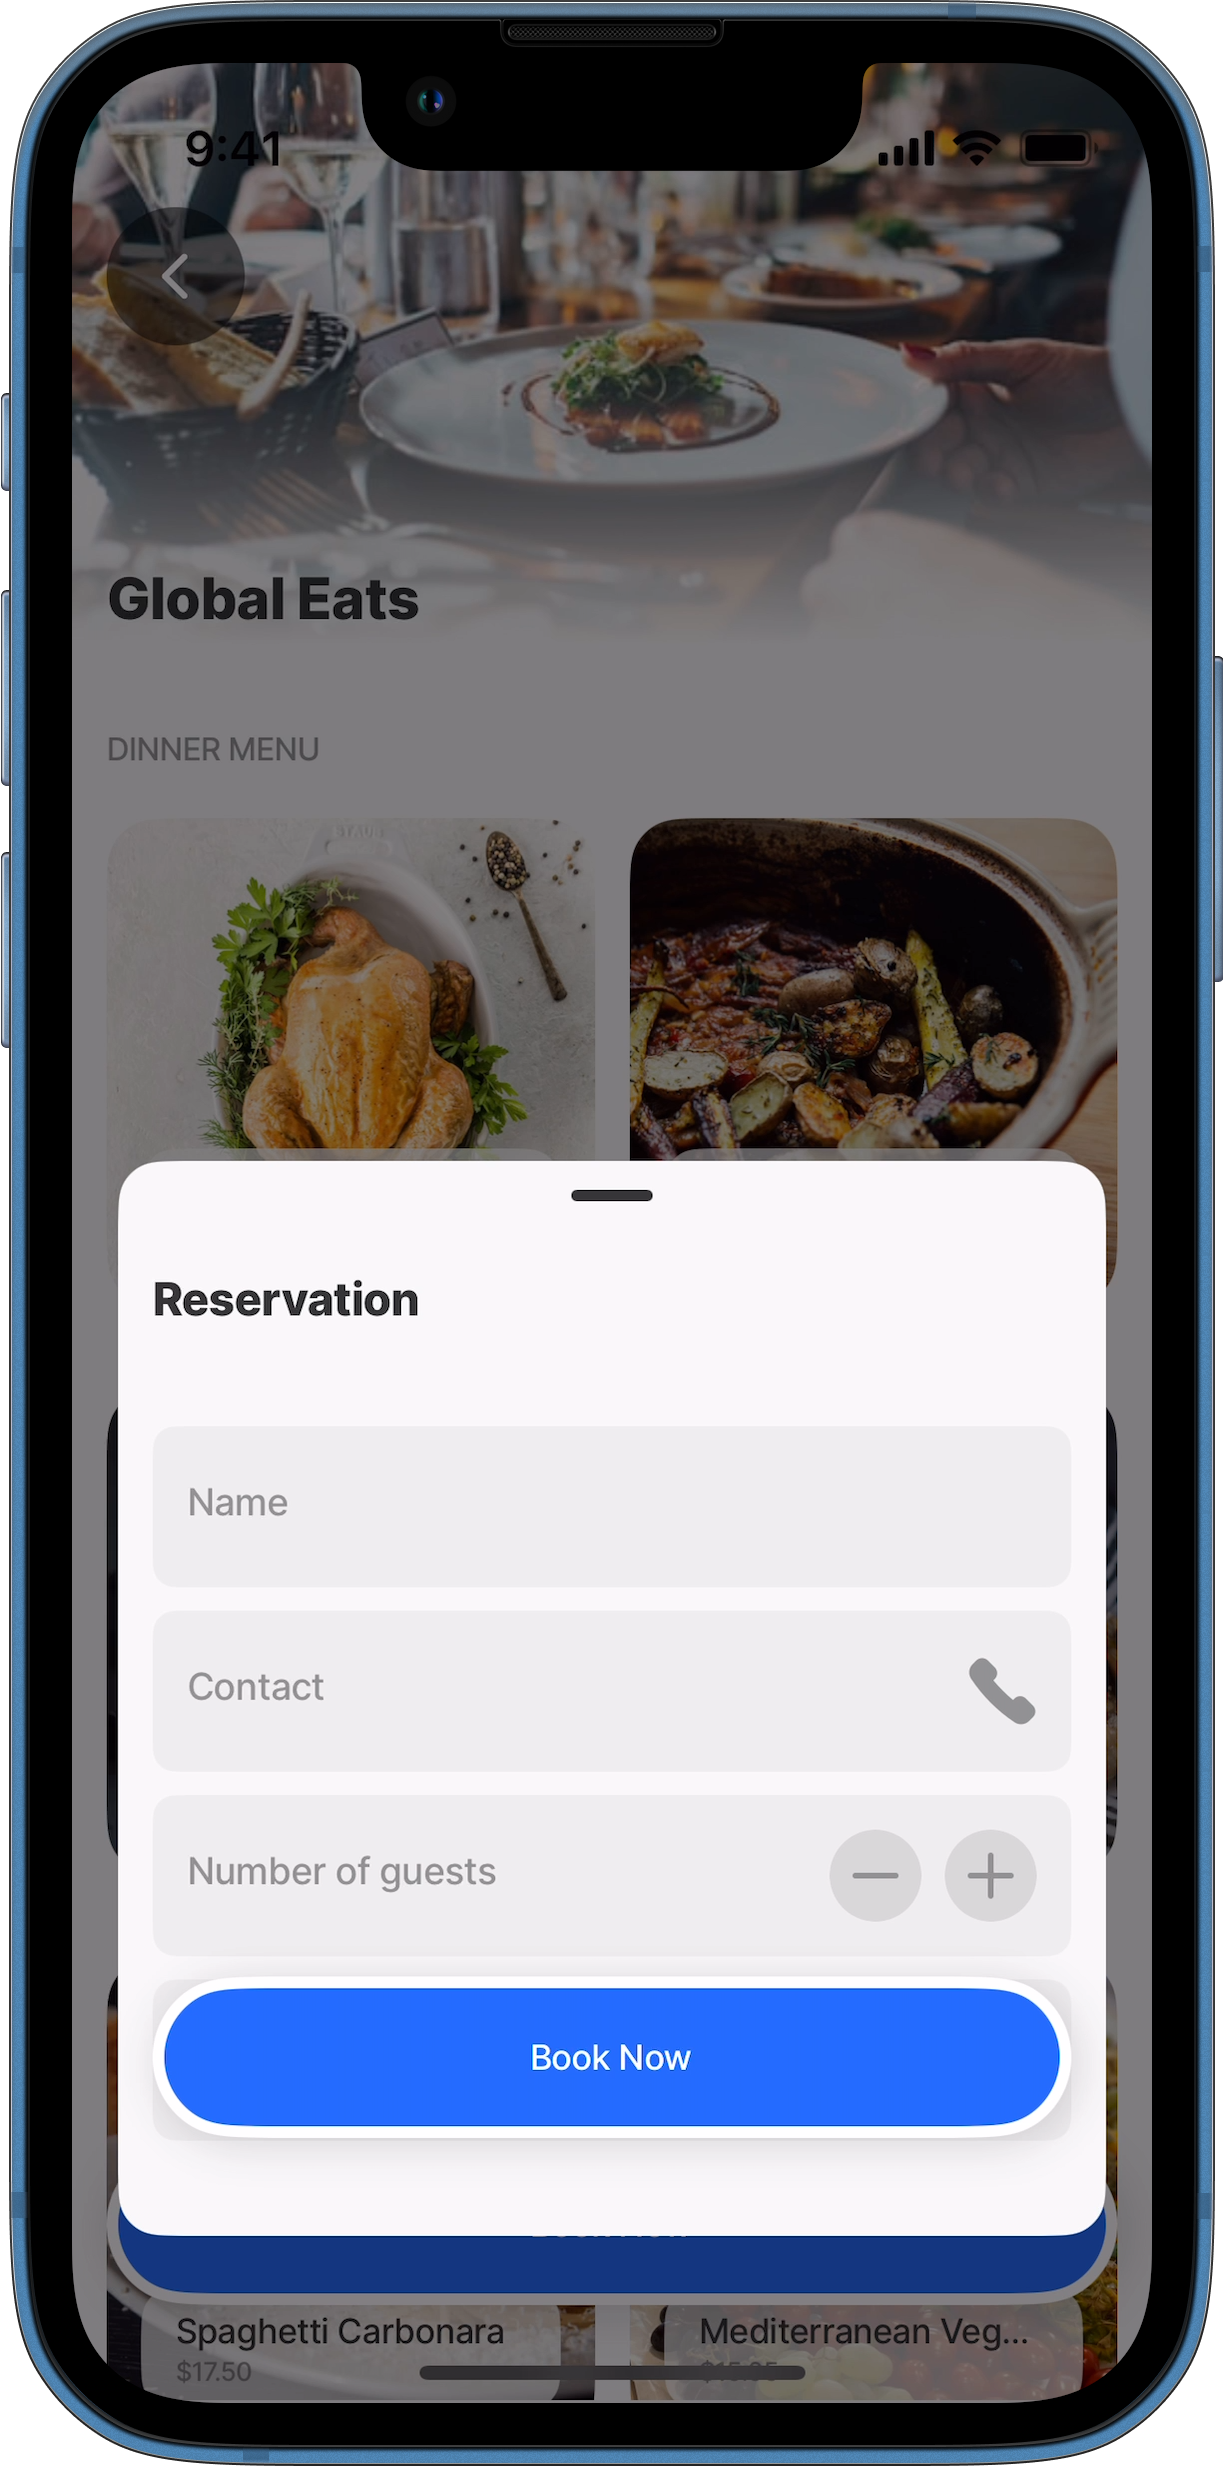 9:41
Global Eats
DINNER MENU
Reservation
Name
Contact
Number of guests
Book Now
Spaghetti Carbonara
Mediterranean Veg...
$17.50